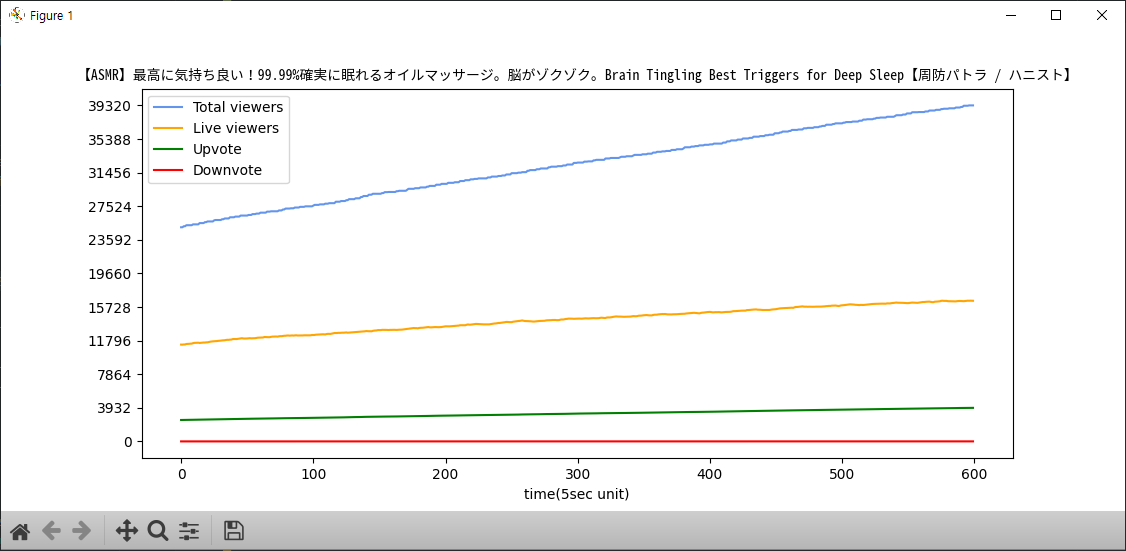 Figure 1
【ASMR】最高に気持ち良い！99.99%確実に眠れるオイルマッサージ。脳がゾクゾク。Brain Tingling Best Triggers for Deep Sleep【周防パトラ / ハニスト】
Total viewers
Live viewers
Upvote
Downvote
39320
35388
31456
27524
23592
19660
15728
11796
7864
3932
0
0 100 200 300 400 500 600
time(5sec unit)